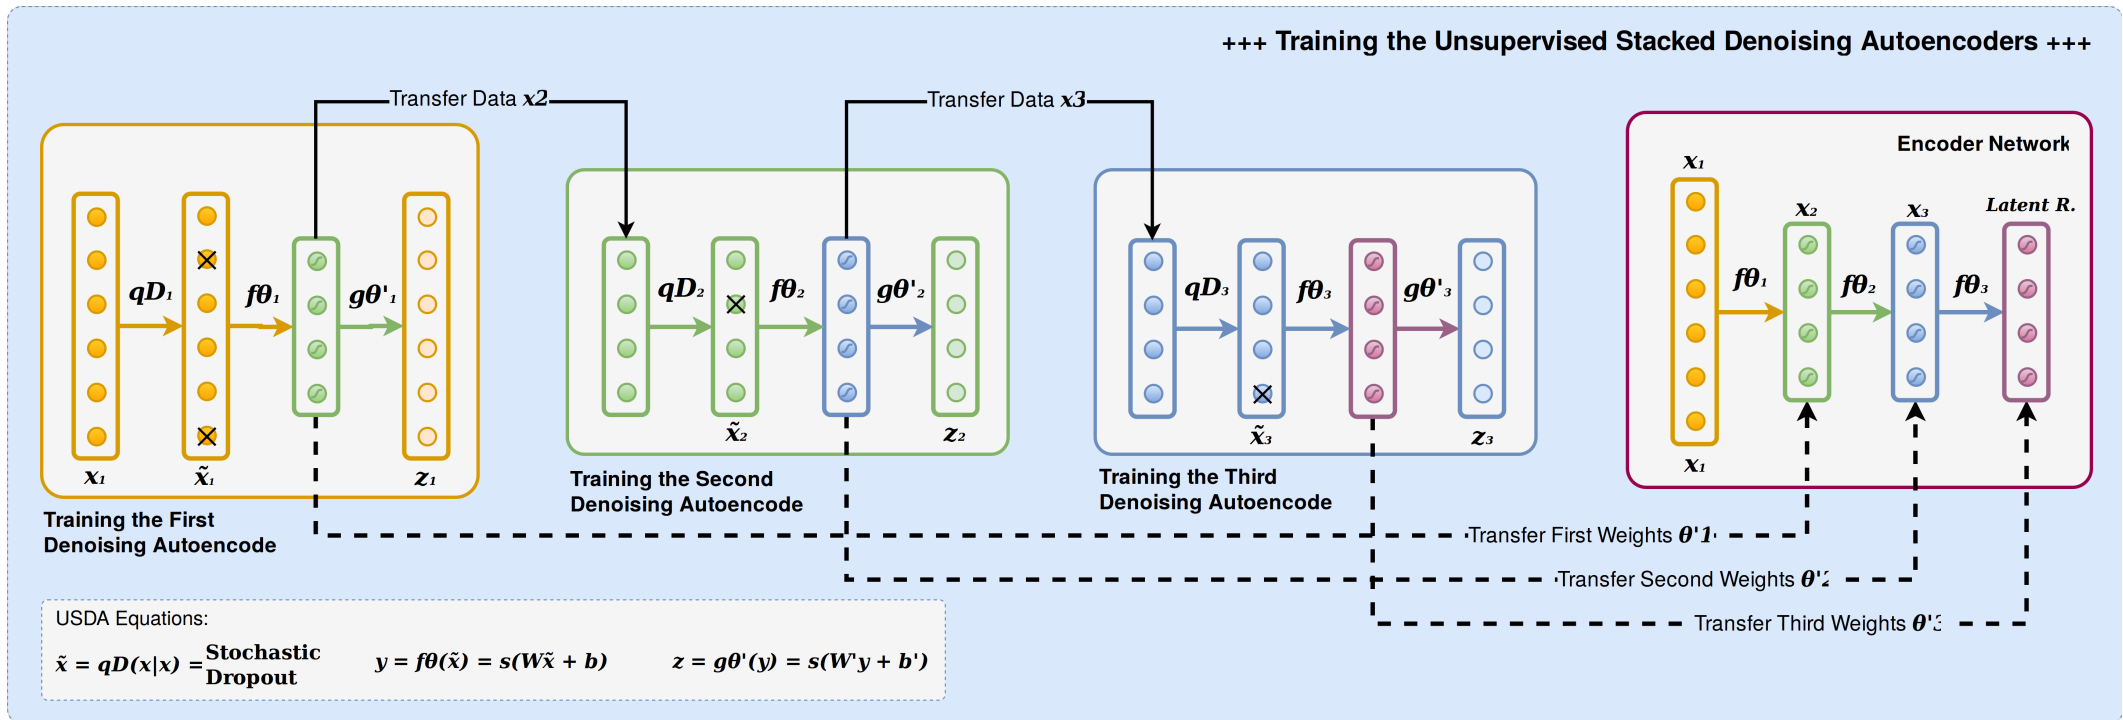 +++ Training the Unsupervised Stacked Denoising Autoencoders +++
Transfer Data x2
Transfer Data x3
qD₁
fθ₁
gθ'₁
x₁
x̃₁
z₁
Training the First
Denoising Autoencode
qD₂
fθ₂
gθ'₂
x̃₂
z₂
Training the Second
Denoising Autoencode
qD₃
fθ₃
gθ'₃
x̃₃
z₃
Training the Third
Denoising Autoencode
Encoder Network
x₁
x₂
x₃
Latent R.
fθ₁
fθ₂
fθ₃
x₁
Transfer First Weights θ'1
Transfer Second Weights θ'2
Transfer Third Weights θ'3
USDA Equations:
x̃ = qD(x|x) = Stochastic
Dropout
y = fθ(x̃) = s(Wx̃ + b)
z = gθ'(y) = s(W'y + b')